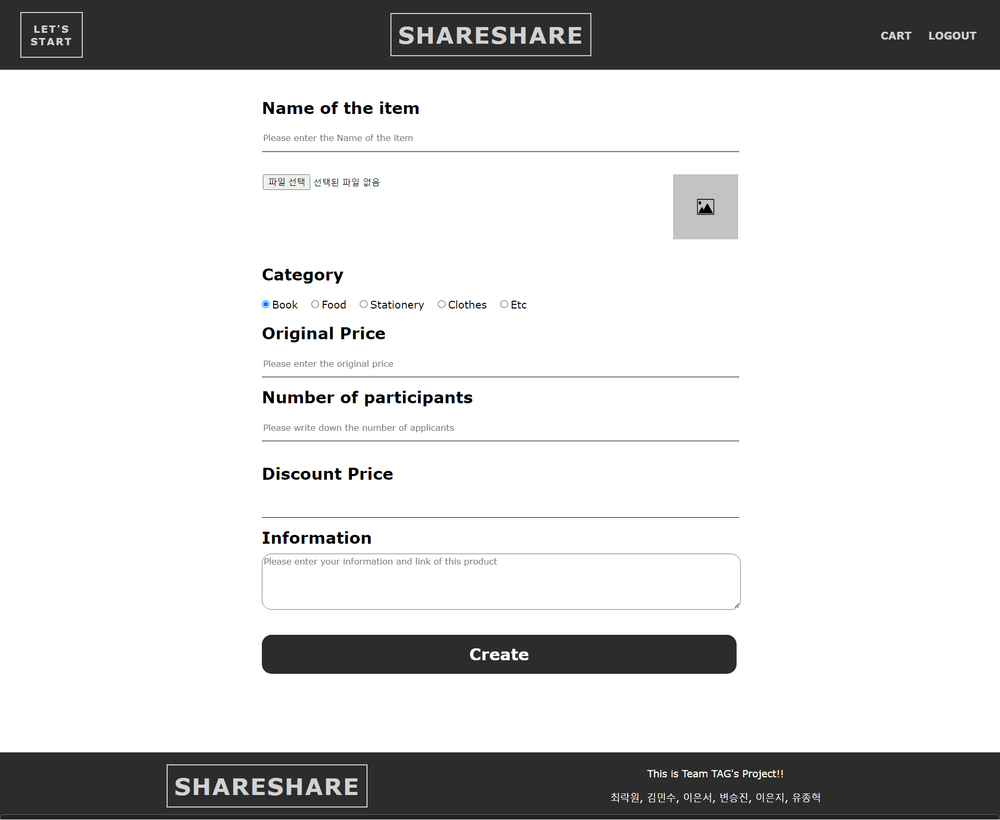 LET'S
START
SHARESHARE
CART LOGOUT
Name of the item
Please enter the Name of the item
파일 선택 선택된 파일 없음
Category
Book Food Stationery Clothes Etc
Original Price
Please enter the original price
Number of participants
Please write down the number of applicants
Discount Price
Information
Please enter your information and link of this product
Create
SHARESHARE
This is Team TAG's Project!!
최락원, 김민수, 이은서, 변승진, 이은지, 유종혁